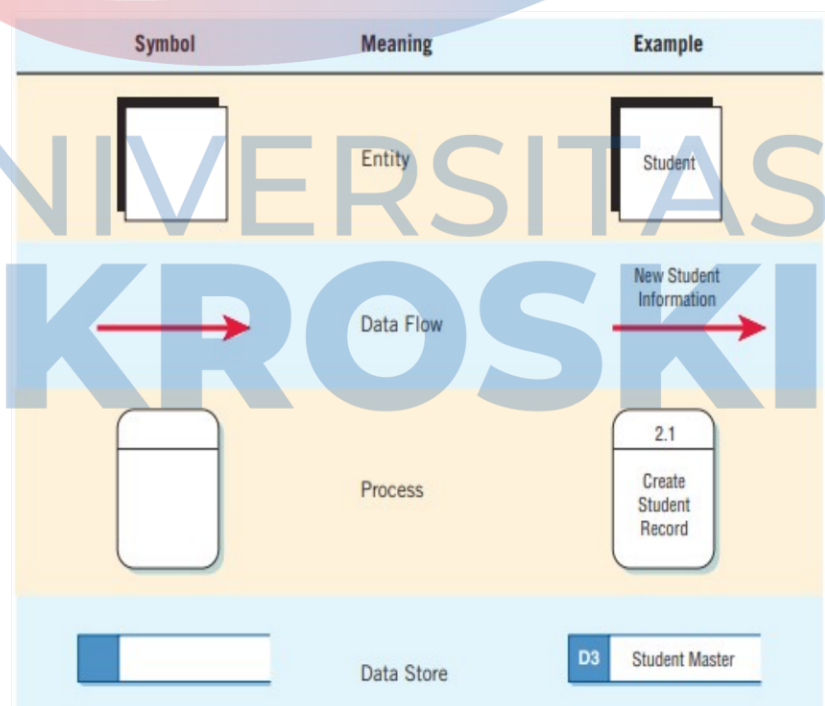 Symbol Meaning Example
Entity
Student
NIVERSITAS
New Student
Information
Data Flow
KROSKI
2.1
Process
Create
Student
Record
D3 Student Master
Data Store